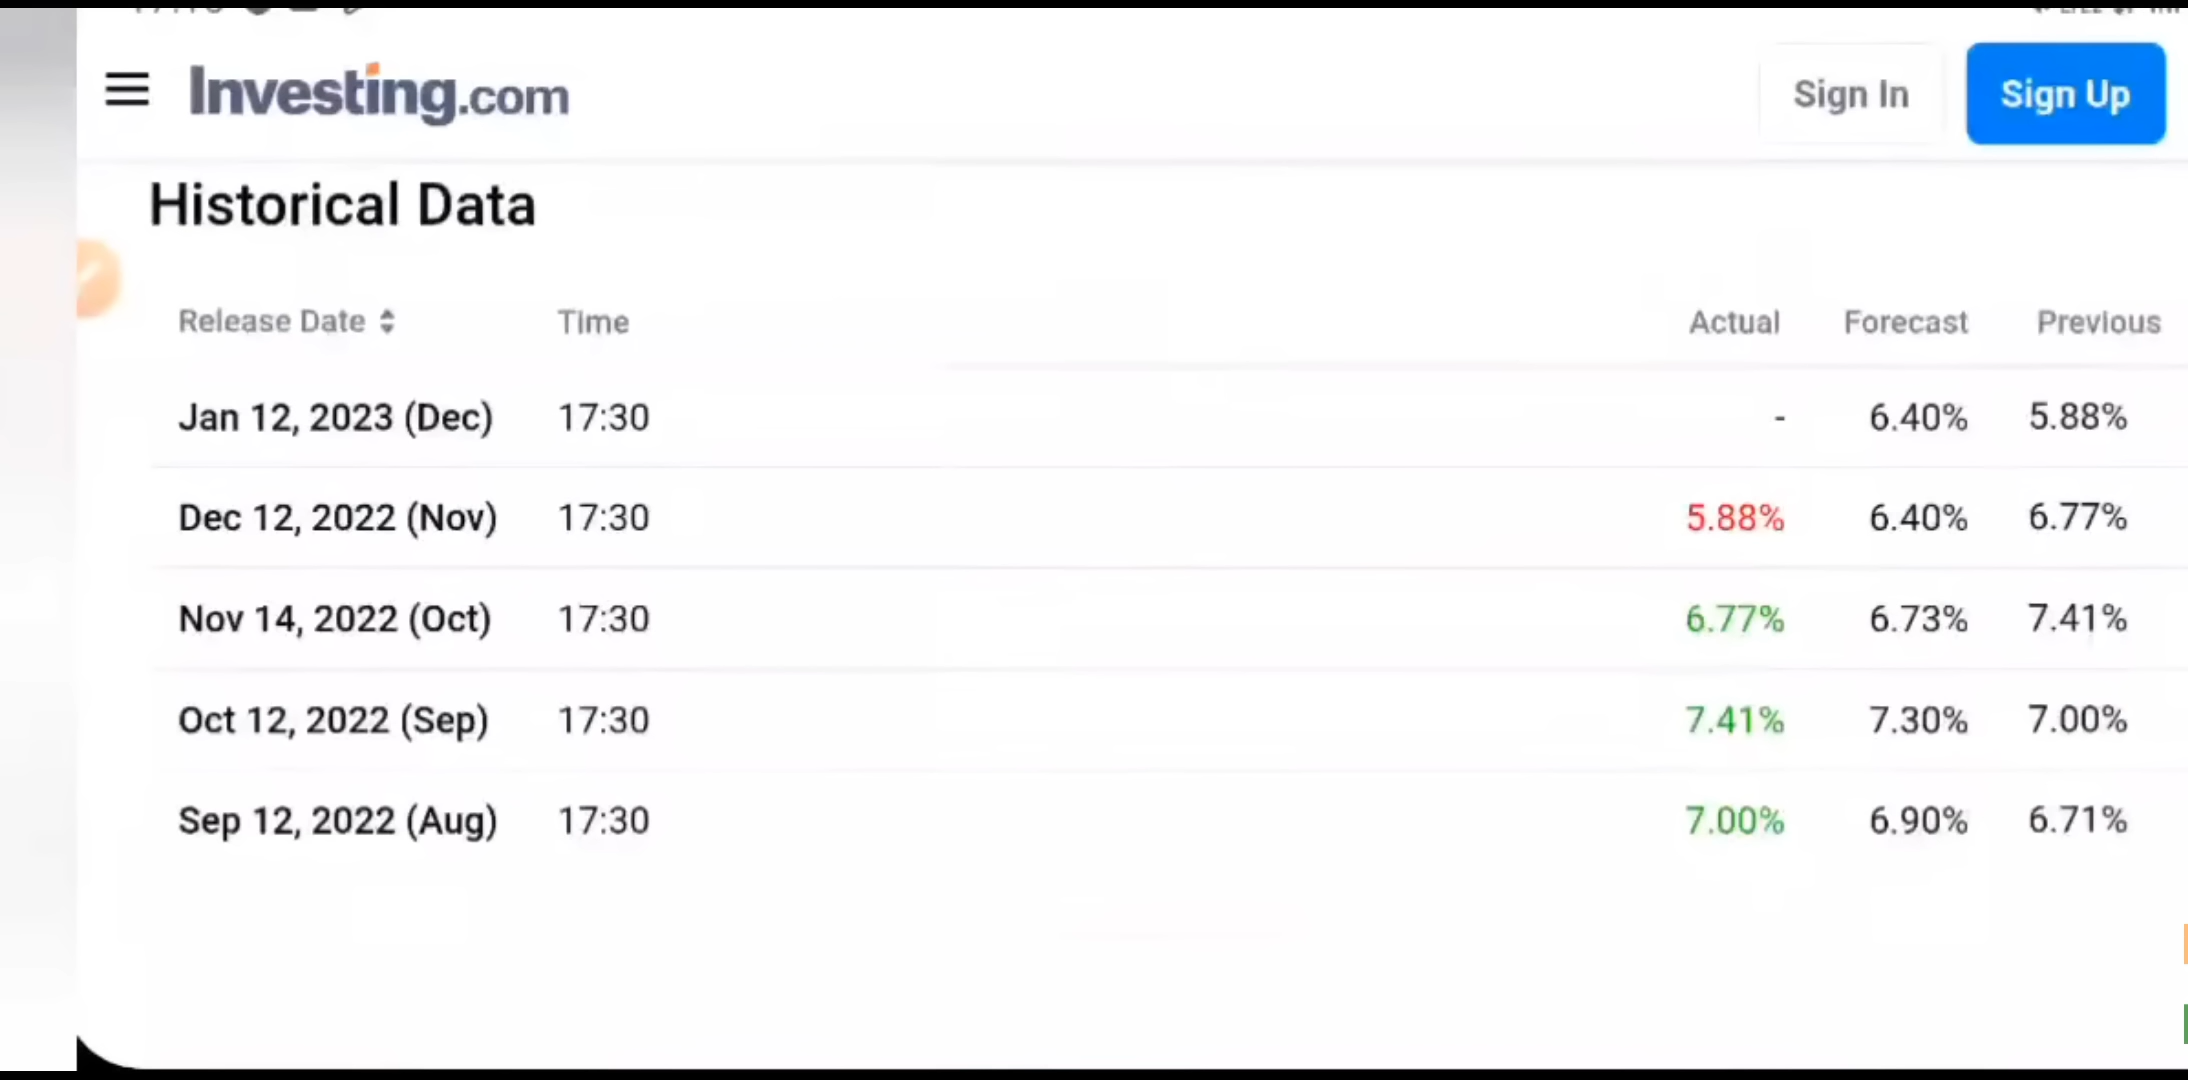 Investing.com
Sign In
Sign Up
Historical Data
Release Date Time Actual Forecast Previous
Jan 12, 2023 (Dec) 17:30 - 6.40% 5.88%
Dec 12, 2022 (Nov) 17:30 5.88% 6.40% 6.77%
Nov 14, 2022 (Oct) 17:30 6.77% 6.73% 7.41%
Oct 12, 2022 (Sep) 17:30 7.41% 7.30% 7.00%
Sep 12, 2022 (Aug) 17:30 7.00% 6.90% 6.71%